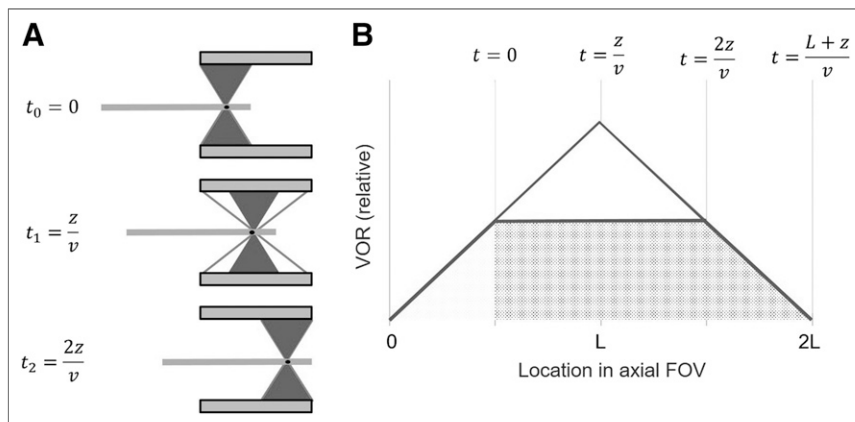 A
t₀ = 0
t₁ = z/v
t₂ = 2z/v
B
t = 0
t = z/v
t = 2z/v
t = (L + z)/v
VOR (relative)
0
L
2L
Location in axial FOV